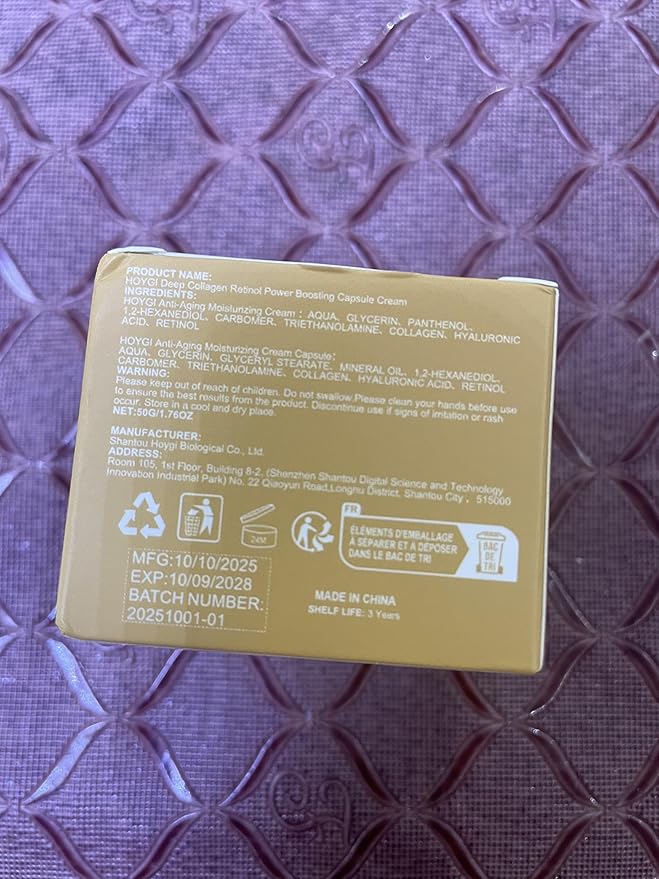 PRODUCT NAME:
HOYGI Deep Collagen Retinol Power Boosting Capsule Cream
INGREDIENTS:
HOYGI Anti-Aging Moisturizing Cream : AQUA, GLYCERIN, PANTHENOL,
1,2-HEXANEDIOL, CARBOMER, TRIETHANOLAMINE, COLLAGEN, HYALURONIC
ACID, RETINOL
HOYGI Anti-Aging Moisturizing Cream Capsule:
AQUA, GLYCERIN, GLYCERYL STEARATE, MINERAL OIL, 1,2-HEXANEDIOL,
CARBOMER, TRIETHANOLAMINE, COLLAGEN, HYALURONIC ACID, RETINOL
WARNING:
Please keep out of reach of children. Do not swallow.Please clean your hands before use
to ensure the best results from the product. Discontinue use if signs of irritation or rash
occur. Store in a cool and dry place.
NET:50G/1.76OZ
MANUFACTURER:
Shantou Hoygi Biological Co., Ltd.
ADDRESS:
Room 105, 1st Floor, Building 8-2, (Shenzhen Shantou Digital Science and Technology
Innovation Industrial Park) No. 22 Qiaoyun Road,Longhu District, Shantou City, 515000
24M
FR
ÉLÉMENTS D'EMBALLAGE
À SÉPARER ET À DÉPOSER
DANS LE BAC DE TRI
BAC
DE
TRI
MFG:10/10/2025
EXP:10/09/2028
BATCH NUMBER:
20251001-01
MADE IN CHINA
SHELF LIFE: 3 Years